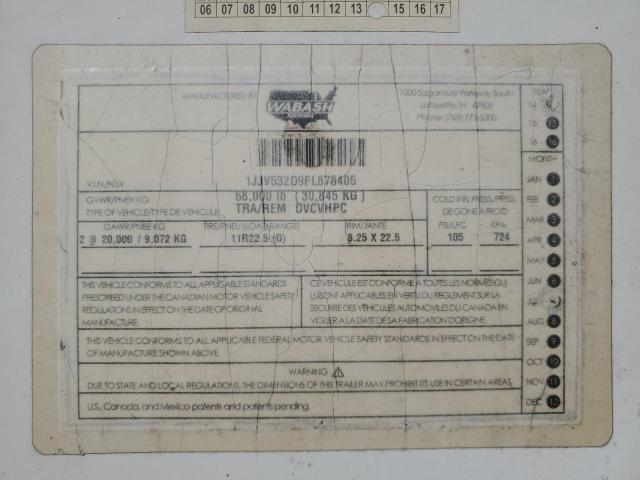 06 07 08 09 10 11 12 13 15 16 17
MANUFACTURED BY
WABASH
1000 Sagamore Parkway South
Lafayette, IN 47905
Phone: (765) 771-5300
1JJV532D9FL878405
V.I.N./N.I.V
GVWR/PNBV KG: 68,000 lb ( 30,845 KG )
TYPE OF VEHICLE/TYPE DE VEHICULE: TRA/REM DVCVHPC
COLD INFL PRESS/PRESS.
DE GONF A FROID
GAWR/PNBE KG TIRE/PNEU (LOAD RANGE) RIM/JANTE PSI/LPC KPA
2 @ 20,000 / 9,072 KG 11R22.5 (G) 8.25 X 22.5 105 724
THIS VEHICLE CONFORMS TO ALL APPLICABLE STANDARDS
PRESCRIBED UNDER THE CANADIAN MOTOR VEHICLE SAFETY
REGULATIONS IN EFFECT ON THE DATE OF ORIGINAL
MANUFACTURE.
CE VEHICULE EST CONFORME A TOUTES LES NORMES QUI
LUI SONT APPLICABLES EN VERTU DU REGLEMENT SUR LA
SECURITE DES VEHICULES AUTOMOBILES DU CANADA EN
VIGUER A LA DATE DE SA FABRICATION D'ORIGINE.
THIS VEHICLE CONFORMS TO ALL APPLICABLE FEDERAL MOTOR VEHICLE SAFETY STANDARDS IN EFFECT ON THE DATE
OF MANUFACTURE SHOWN ABOVE
WARNING
DUE TO STATE AND LOCAL REGULATIONS, THE DIMENSIONS OF THIS TRAILER MAY PROHIBIT ITS USE IN CERTAIN AREAS
U.S., Canada, and Mexico patents and patents pending.
YEAR
14
15 15
16 16
MONTH
JAN 1
FEB 2
MAR 3
APR 4
MAY 5
JUN 6
JUL
AUG 8
SEP 9
OCT 10
NOV 11
DEC 12